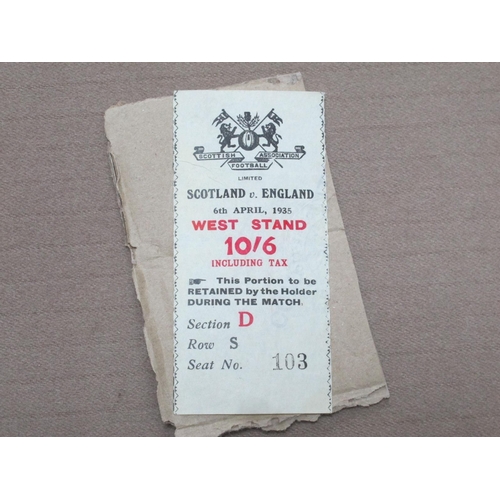 SCOTTISH ASSOCIATION
FOOTBALL
LIMITED
SCOTLAND v. ENGLAND
6th APRIL, 1935
WEST STAND
10/6
INCLUDING TAX
☛ This Portion to be
RETAINED by the Holder
DURING THE MATCH.
Section D
Row S
Seat No. 103